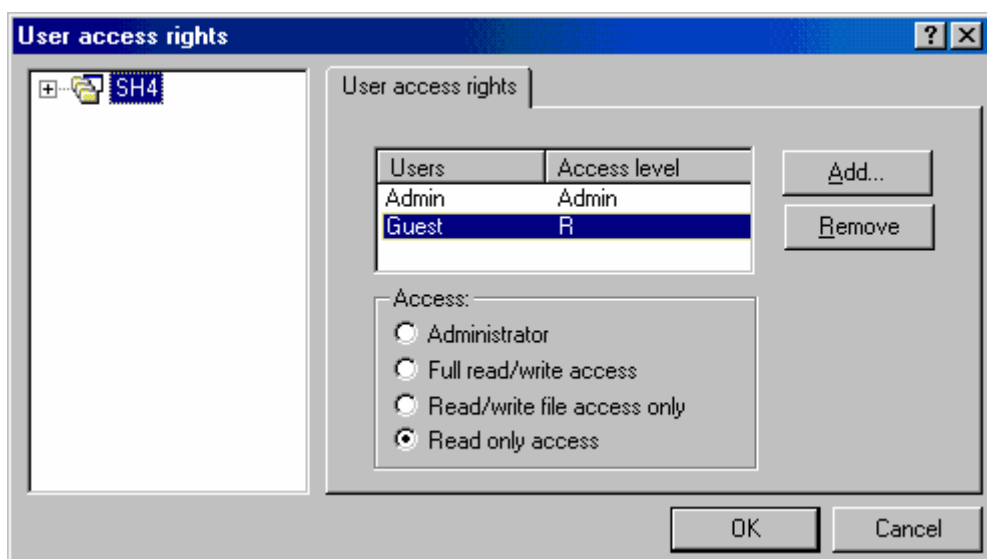 User access rights
SH4
User access rights
Users Access level
Admin Admin
Guest R
Add...
Remove
Access:
Administrator
Full read/write access
Read/write file access only
Read only access
OK Cancel